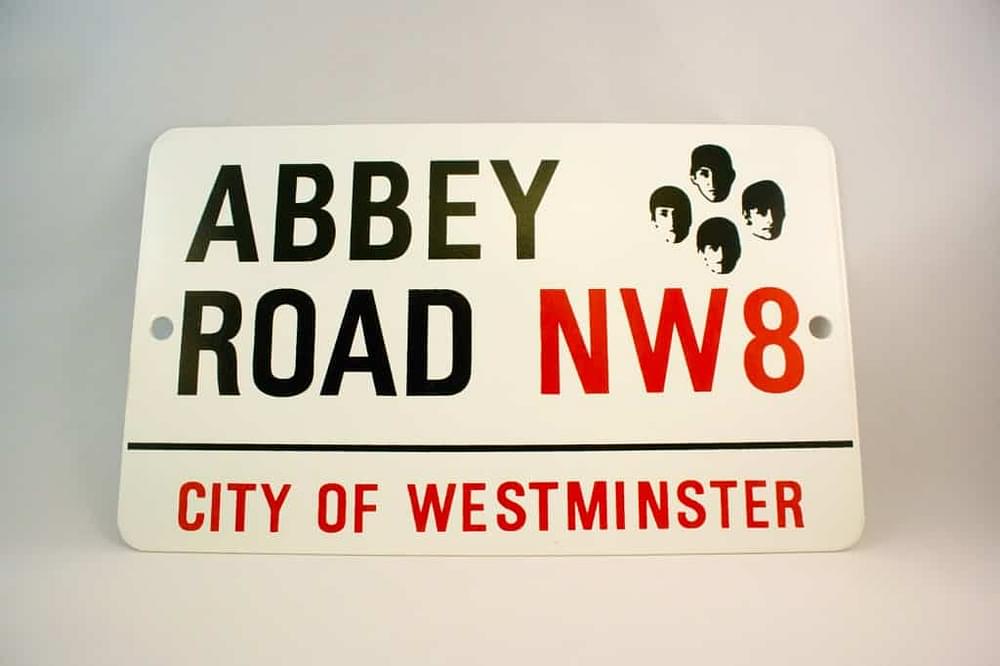 ABBEY
ROAD NW8
CITY OF WESTMINSTER